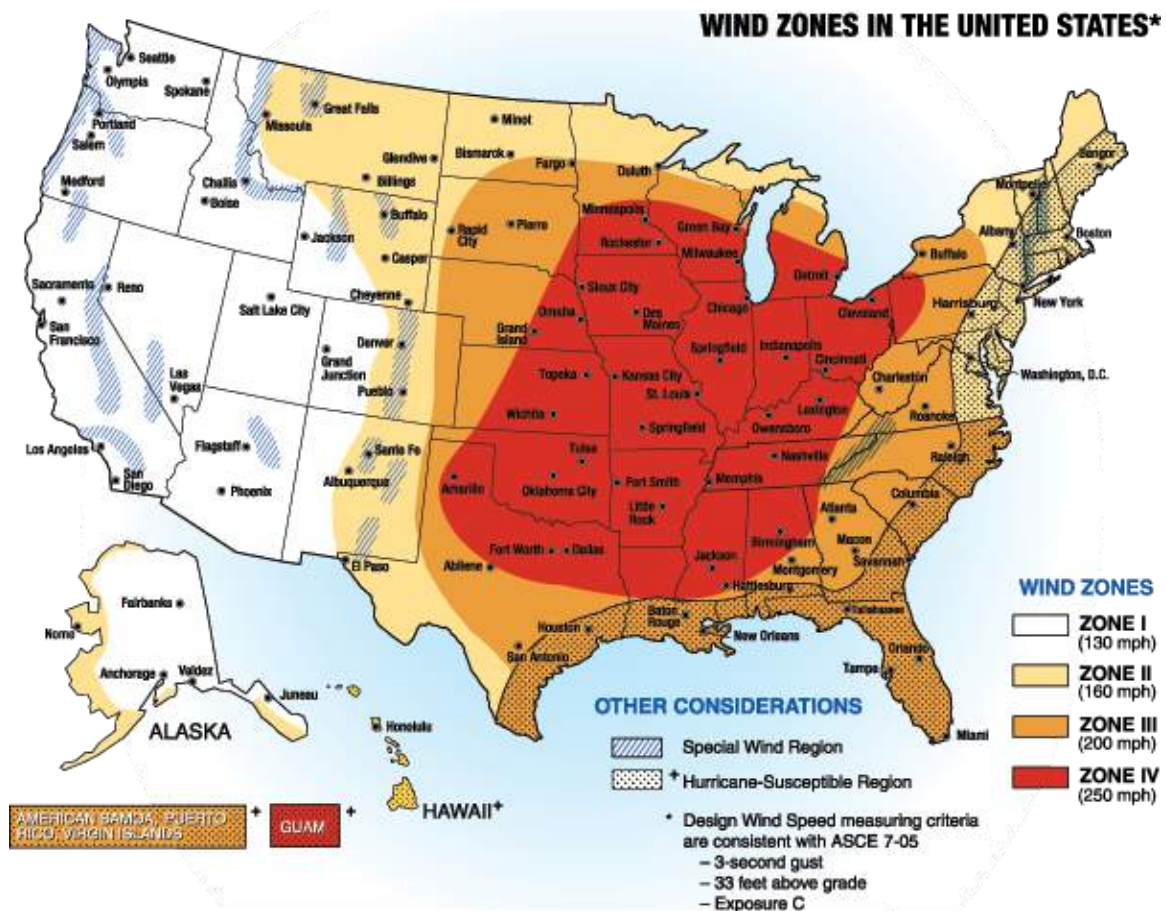 WIND ZONES IN THE UNITED STATES*
Seattle
Olympia
Spokane
Portland
Salem
Medford
Missoula
Great Falls
Glendive
Billings
Challis
Boise
Jackson
Buffalo
Casper
Cheyenne
Minot
Bismarck
Fargo
Duluth
Rapid
City
Pierre
Minneapolis
Rochester
Green Bay
Milwaukee
Detroit
Buffalo
Albany
Montpelier
Bangor
Boston
New York
Harrisburg
Washington, D.C.
Sacramento
Reno
San
Francisco
Salt Lake City
Las
Vegas
Los Angeles
San
Diego
Flagstaff
Phoenix
Grand
Junction
Denver
Pueblo
Santa Fe
Albuquerque
El Paso
Sioux City
Omaha
Grand
Island
Des
Moines
Chicago
Cleveland
Springfield
Indianapolis
Cincinnati
Topeka
Kansas City
St. Louis
Wichita
Springfield
Owensboro
Lexington
Charleston
Roanoke
Raleigh
Tulsa
Oklahoma City
Amarillo
Fort Smith
Little
Rock
Memphis
Nashville
Columbia
Atlanta
Macon
Savannah
Birmingham
Montgomery
Fort Worth
Dallas
Abilene
Jackson
Hattiesburg
Baton
Rouge
New Orleans
Houston
San Antonio
Tallahassee
Orlando
Tampa
Miami
Fairbanks
Nome
Anchorage
Valdez
Juneau
ALASKA
Honolulu
HAWAII+
AMERICAN SAMOA, PUERTO
RICO, VIRGIN ISLANDS
+
GUAM
+
OTHER CONSIDERATIONS
Special Wind Region
+Hurricane-Susceptible Region
* Design Wind Speed measuring criteria
are consistent with ASCE 7-05
– 3-second gust
– 33 feet above grade
– Exposure C
WIND ZONES
ZONE I
(130 mph)
ZONE II
(160 mph)
ZONE III
(200 mph)
ZONE IV
(250 mph)